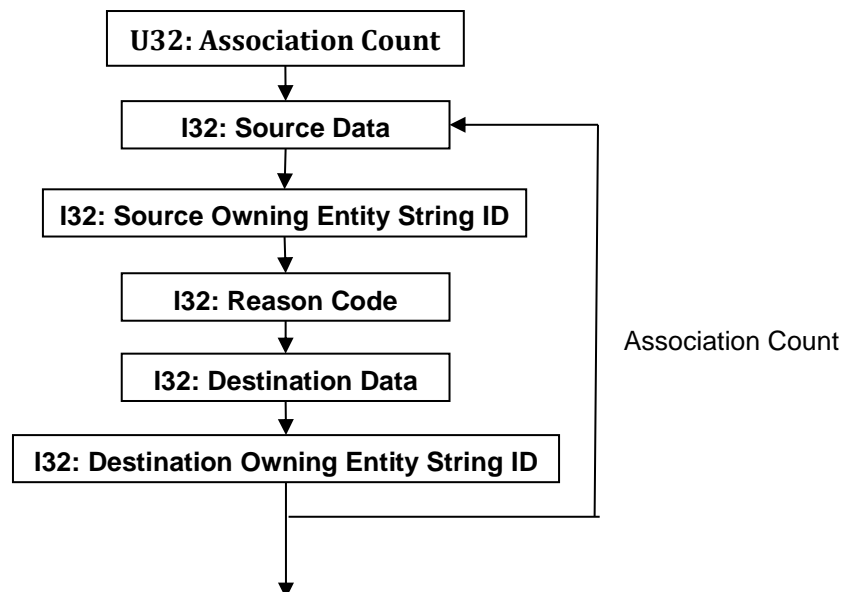 U32: Association Count
I32: Source Data
I32: Source Owning Entity String ID
I32: Reason Code
Association Count
I32: Destination Data
I32: Destination Owning Entity String ID